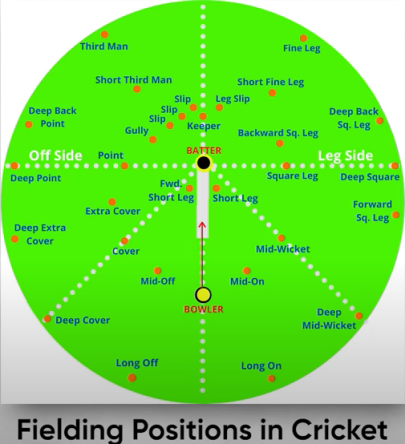 Third Man
Fine Leg
Short Third Man
Short Fine Leg
Slip
Leg Slip
Slip
Slip
Keeper
Deep Back
Point
Deep Back
Sq. Leg
Gully
Backward Sq. Leg
BATTER
Off Side
Point
Leg Side
Deep Point
Square Leg
Deep Square
Fwd.
Short Leg
Short Leg
Extra Cover
Forward
Sq. Leg
Deep Extra
Cover
Cover
Mid-Wicket
Mid-Off
Mid-On
BOWLER
Deep Cover
Deep
Mid-Wicket
Long Off
Long On
Fielding Positions in Cricket